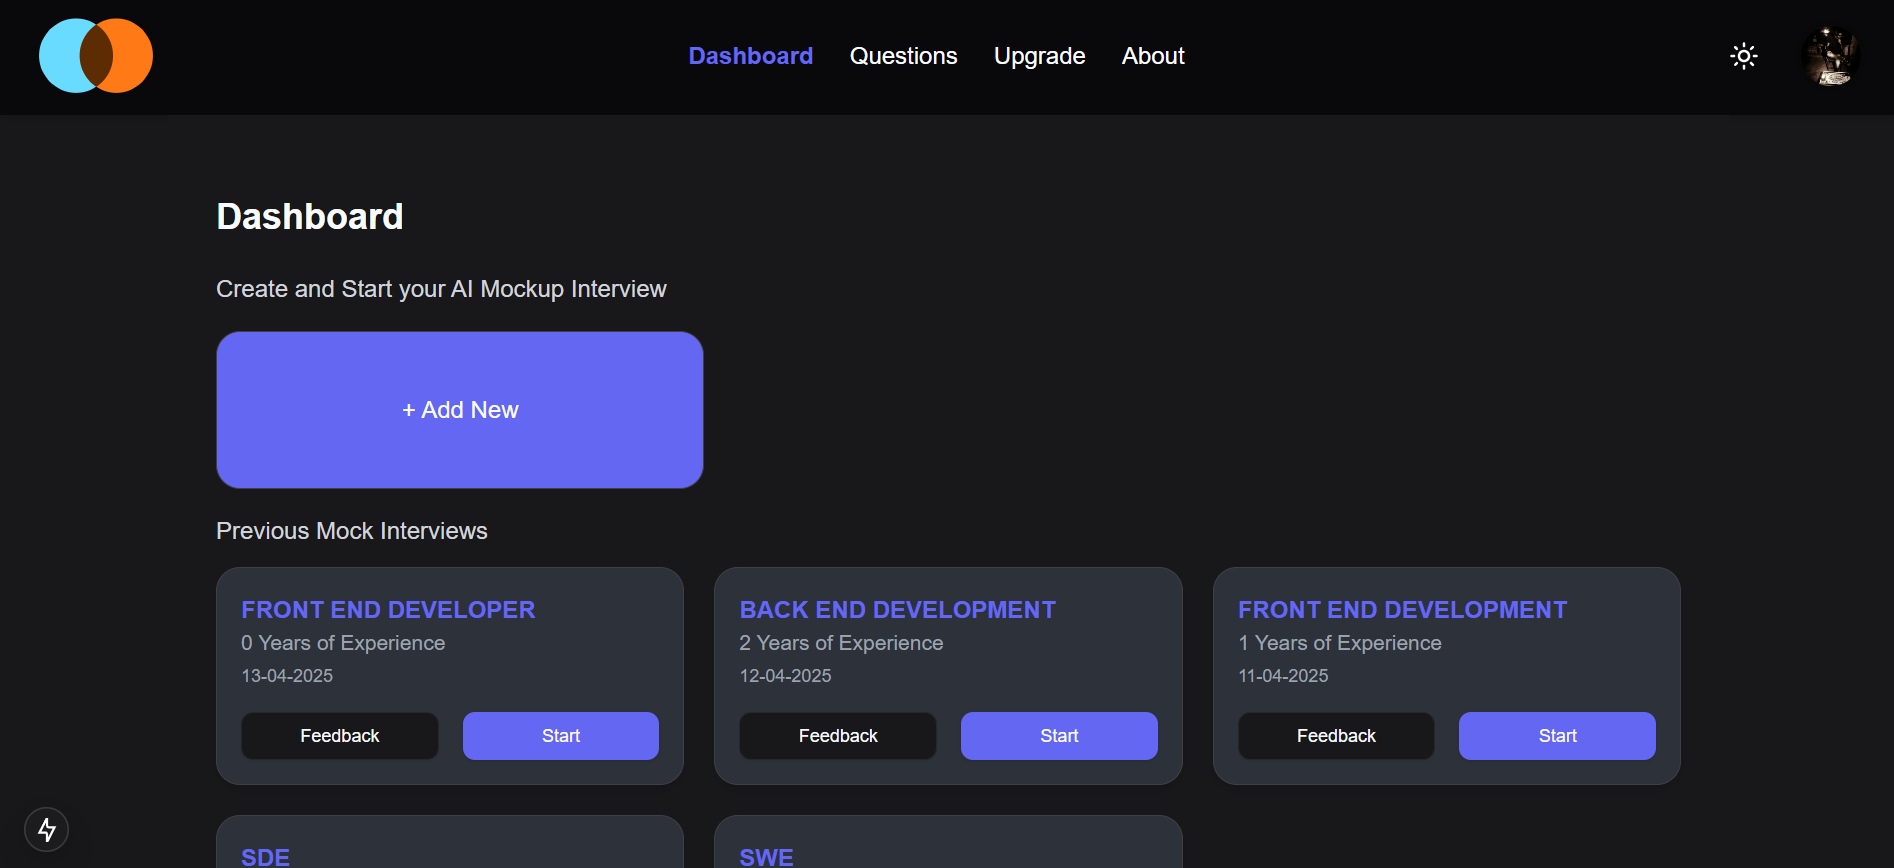 Dashboard Questions Upgrade About
Dashboard
Create and Start your AI Mockup Interview
+ Add New
Previous Mock Interviews
FRONT END DEVELOPER
0 Years of Experience
13-04-2025
Feedback Start
BACK END DEVELOPMENT
2 Years of Experience
12-04-2025
Feedback Start
FRONT END DEVELOPMENT
1 Years of Experience
11-04-2025
Feedback Start
SDE
SWE